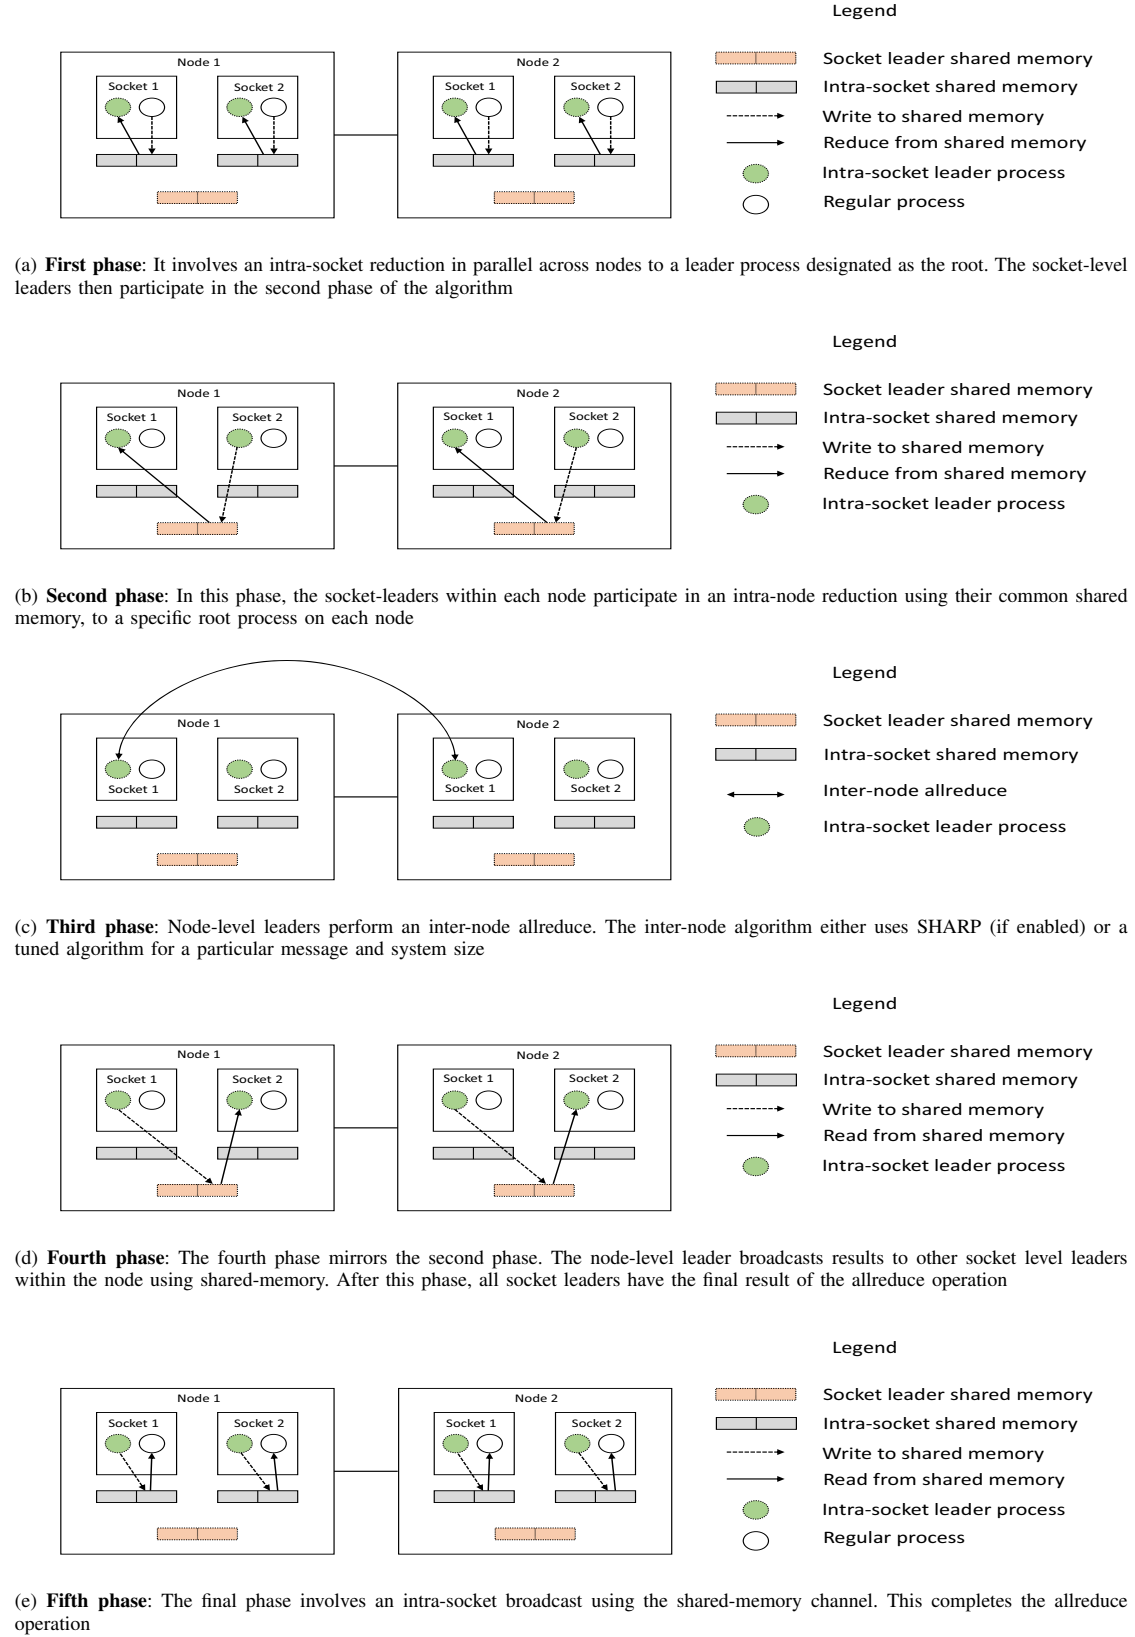 Legend
Node 1
Node 2
Socket 1
Socket 2
Socket 1
Socket 2
Socket leader shared memory
Intra-socket shared memory
Write to shared memory
Reduce from shared memory
Intra-socket leader process
Regular process
(a) First phase: It involves an intra-socket reduction in parallel across nodes to a leader process designated as the root. The socket-level
leaders then participate in the second phase of the algorithm
Legend
Node 1
Node 2
Socket 1
Socket 2
Socket 1
Socket 2
Socket leader shared memory
Intra-socket shared memory
Write to shared memory
Reduce from shared memory
Intra-socket leader process
(b) Second phase: In this phase, the socket-leaders within each node participate in an intra-node reduction using their common shared
memory, to a specific root process on each node
Legend
Node 1
Node 2
Socket 1
Socket 2
Socket 1
Socket 2
Socket leader shared memory
Intra-socket shared memory
Inter-node allreduce
Intra-socket leader process
(c) Third phase: Node-level leaders perform an inter-node allreduce. The inter-node algorithm either uses SHARP (if enabled) or a
tuned algorithm for a particular message and system size
Legend
Node 1
Node 2
Socket 1
Socket 2
Socket 1
Socket 2
Socket leader shared memory
Intra-socket shared memory
Write to shared memory
Read from shared memory
Intra-socket leader process
(d) Fourth phase: The fourth phase mirrors the second phase. The node-level leader broadcasts results to other socket level leaders
within the node using shared-memory. After this phase, all socket leaders have the final result of the allreduce operation
Legend
Node 1
Node 2
Socket 1
Socket 2
Socket 1
Socket 2
Socket leader shared memory
Intra-socket shared memory
Write to shared memory
Read from shared memory
Intra-socket leader process
Regular process
(e) Fifth phase: The final phase involves an intra-socket broadcast using the shared-memory channel. This completes the allreduce
operation